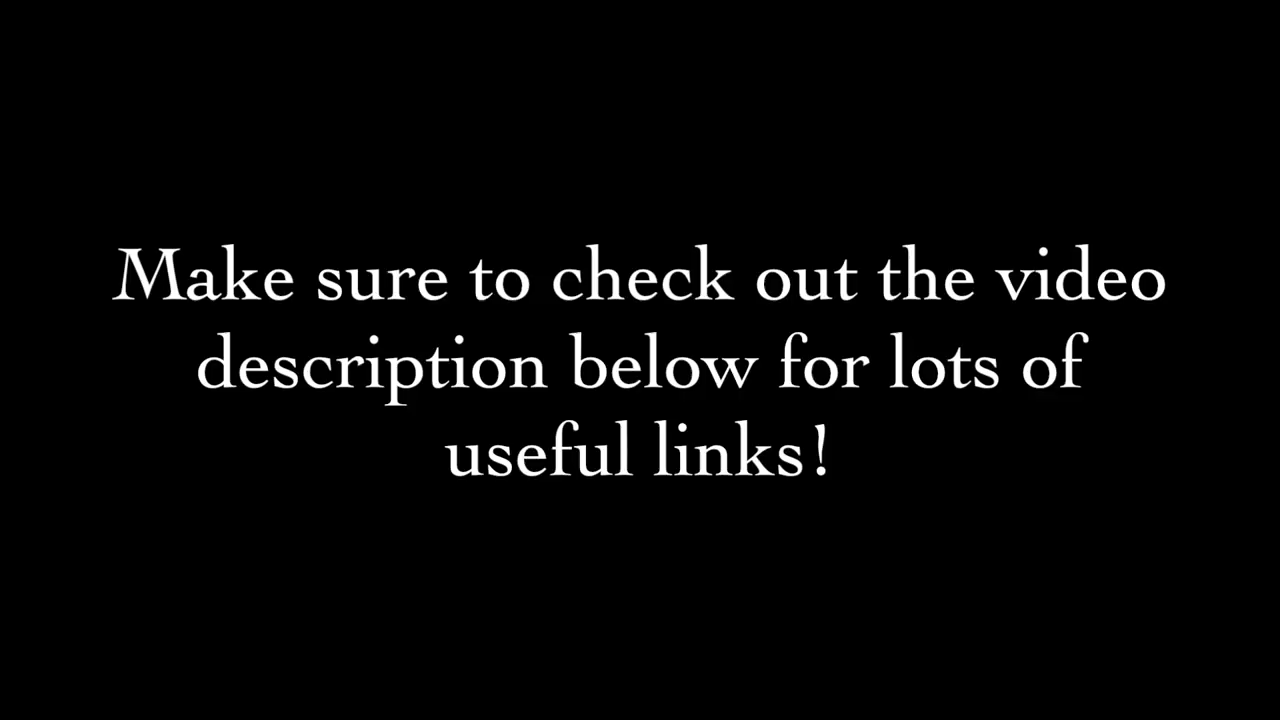 Make sure to check out the video
description below for lots of
useful links!